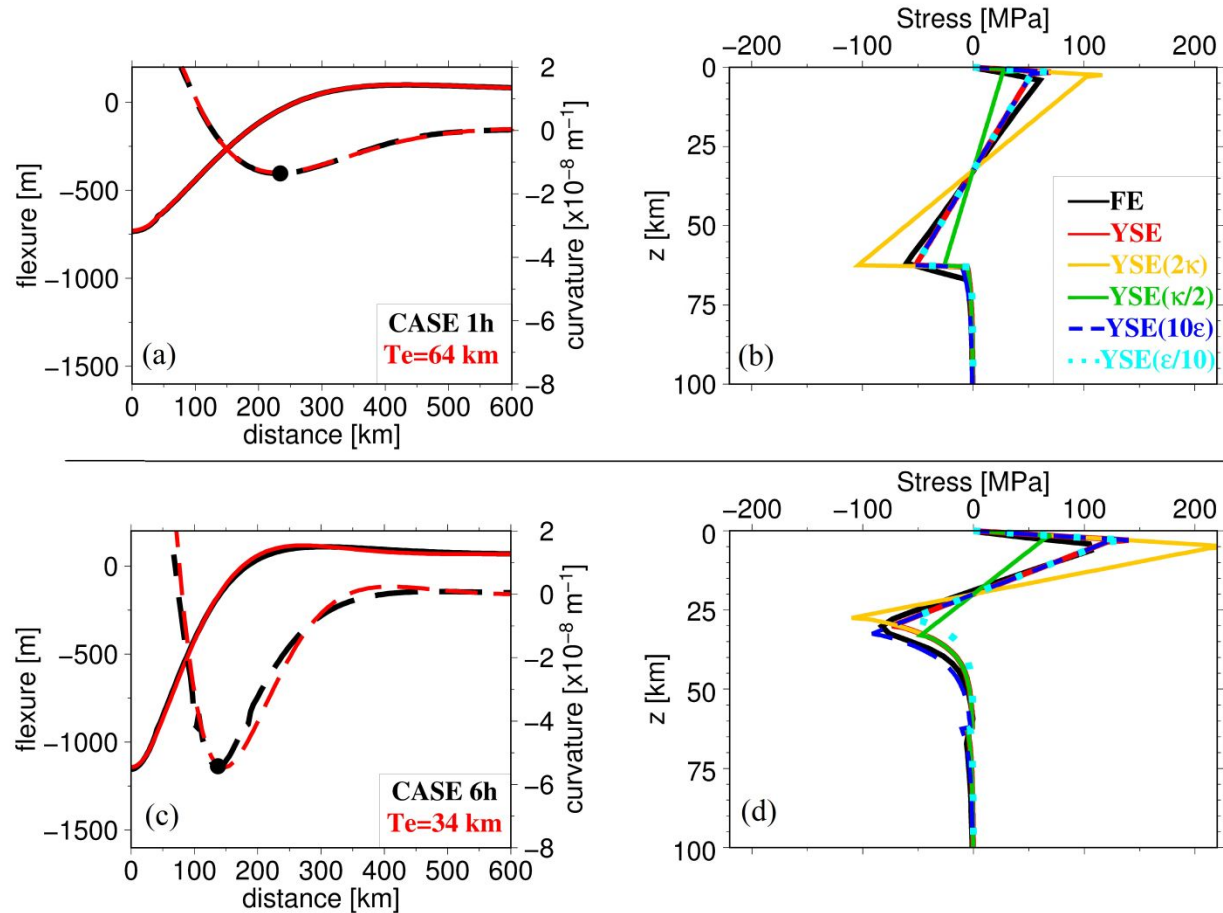 0
−500
−1000
−1500
flexure [m]
2
0
−2
−4
−6
−8
curvature [x10⁻⁸ m⁻¹]
CASE 1h
Te=64 km
(a)
0 100 200 300 400 500 600
distance [km]
Stress [MPa]
−200 −100 0 100 200
0
25
50
75
100
z [km]
FE
YSE
YSE(2κ)
YSE(κ/2)
YSE(10ε)
YSE(ε/10)
(b)
0
−500
−1000
−1500
flexure [m]
2
0
−2
−4
−6
−8
curvature [x10⁻⁸ m⁻¹]
CASE 6h
Te=34 km
(c)
0 100 200 300 400 500 600
distance [km]
Stress [MPa]
−200 −100 0 100 200
0
25
50
75
100
z [km]
(d)